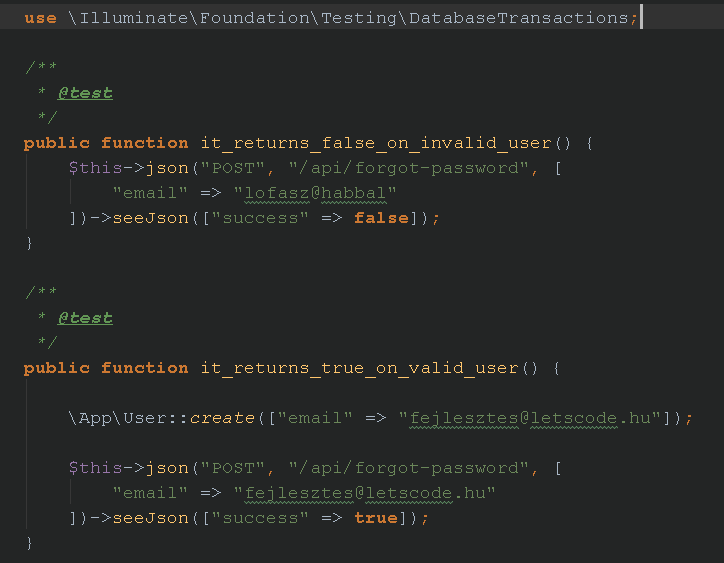 use \Illuminate\Foundation\Testing\DatabaseTransactions;
/**
 * @test
 */
public function it_returns_false_on_invalid_user() {
    $this->json("POST", "/api/forgot-password", [
        "email" => "lofasz@habbal"
    ])->seeJson(["success" => false]);
}
/**
 * @test
 */
public function it_returns_true_on_valid_user() {
    \App\User::create(["email" => "fejlesztes@letscode.hu"]);
    $this->json("POST", "/api/forgot-password", [
        "email" => "fejlesztes@letscode.hu"
    ])->seeJson(["success" => true]);
}